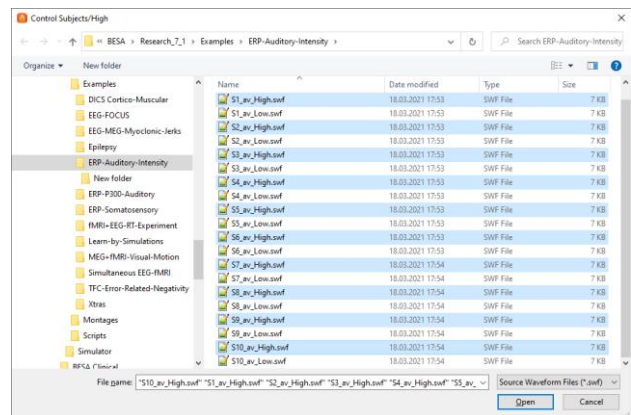 Control Subjects/High
« BESA › Research_7_1 › Examples › ERP-Auditory-Intensity ›
Search ERP-Auditory-Intensity
Organize
New folder
Examples
DICS Cortico-Muscular
EEG-FOCUS
EEG-MEG-Myoclonic-Jerks
Epilepsy
ERP-Auditory-Intensity
New folder
ERP-P300-Auditory
ERP-Somatosensory
fMRI+EEG-RT-Experiment
Learn-by-Simulations
MEG+fMRI-Visual-Motion
Simultaneous EEG-fMRI
TFC-Error-Related-Negativity
Xtras
Montages
Scripts
Simulator
BESA Clinical
Name Date modified Type Size
S1_av_High.swf 18.03.2021 17:53 SWF File 7 KB
S1_av_Low.swf 18.03.2021 17:53 SWF File 7 KB
S2_av_High.swf 18.03.2021 17:53 SWF File 7 KB
S2_av_Low.swf 18.03.2021 17:53 SWF File 7 KB
S3_av_High.swf 18.03.2021 17:53 SWF File 7 KB
S3_av_Low.swf 18.03.2021 17:53 SWF File 7 KB
S4_av_High.swf 18.03.2021 17:53 SWF File 7 KB
S4_av_Low.swf 18.03.2021 17:53 SWF File 7 KB
S5_av_High.swf 18.03.2021 17:53 SWF File 7 KB
S5_av_Low.swf 18.03.2021 17:53 SWF File 7 KB
S6_av_High.swf 18.03.2021 17:53 SWF File 7 KB
S6_av_Low.swf 18.03.2021 17:53 SWF File 7 KB
S7_av_High.swf 18.03.2021 17:54 SWF File 7 KB
S7_av_Low.swf 18.03.2021 17:54 SWF File 7 KB
S8_av_High.swf 18.03.2021 17:54 SWF File 7 KB
S8_av_Low.swf 18.03.2021 17:54 SWF File 7 KB
S9_av_High.swf 18.03.2021 17:54 SWF File 7 KB
S9_av_Low.swf 18.03.2021 17:54 SWF File 7 KB
S10_av_High.swf 18.03.2021 17:54 SWF File 7 KB
S10_av_Low.swf 18.03.2021 17:54 SWF File 7 KB
File name: "S10_av_High.swf" "S1_av_High.swf" "S2_av_High.swf" "S3_av_High.swf" "S4_av_High.swf" "S5_av_
Source Waveform Files (*.swf)
Open Cancel